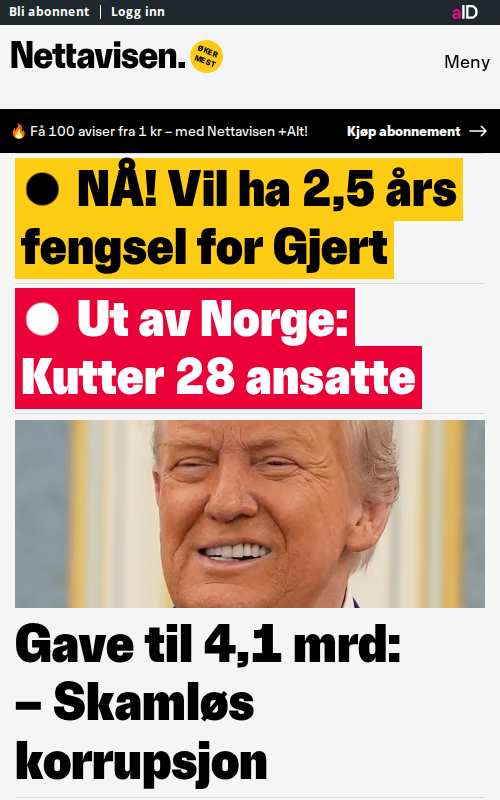 Bli abonnent | Logg inn
aID
Nettavisen.
ØKER
MEST
Meny
Få 100 aviser fra 1 kr – med Nettavisen +Alt!
Kjøp abonnement
NÅ! Vil ha 2,5 års
fengsel for Gjert
Ut av Norge:
Kutter 28 ansatte
Gave til 4,1 mrd:
– Skamløs
korrupsjon